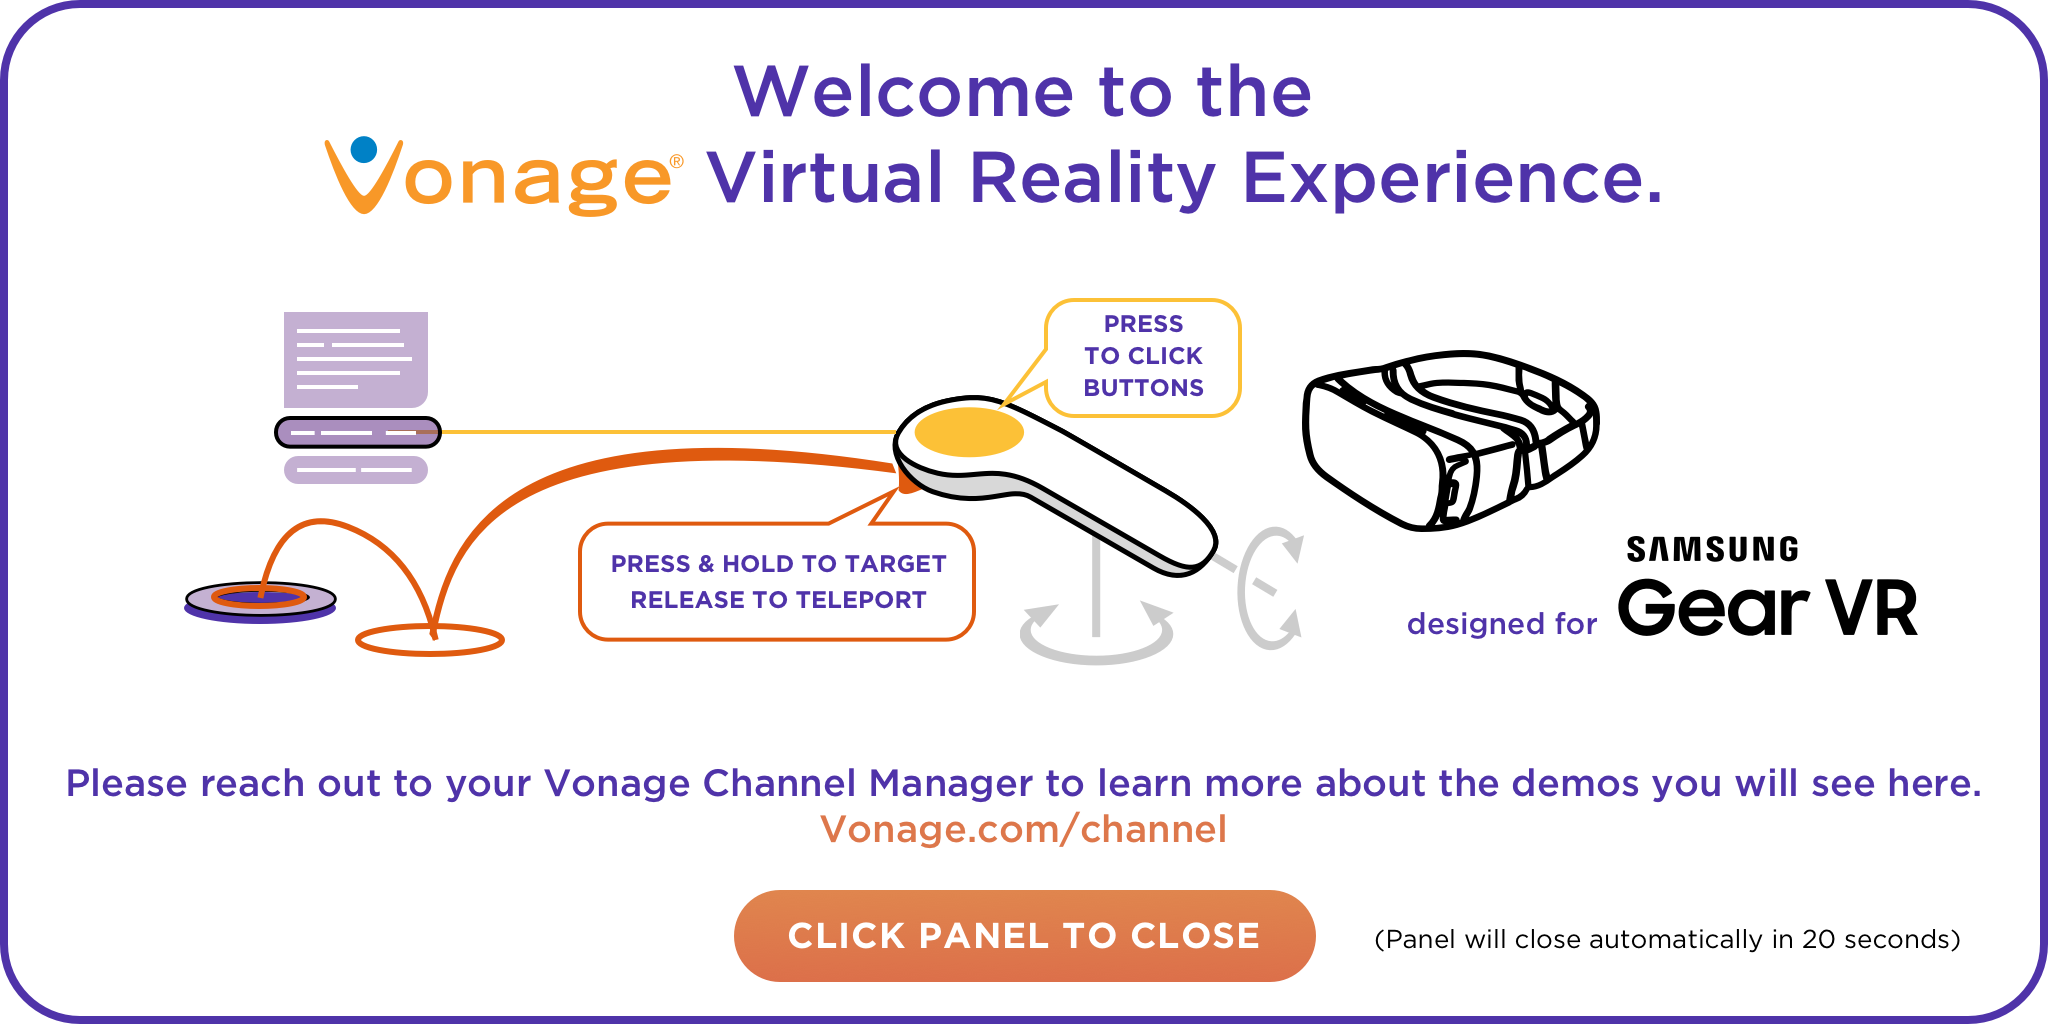 Welcome to the
Vonage® Virtual Reality Experience.
PRESS
TO CLICK
BUTTONS
PRESS & HOLD TO TARGET
RELEASE TO TELEPORT
SAMSUNG
designed for Gear VR
Please reach out to your Vonage Channel Manager to learn more about the demos you will see here.
Vonage.com/channel
CLICK PANEL TO CLOSE
(Panel will close automatically in 20 seconds)